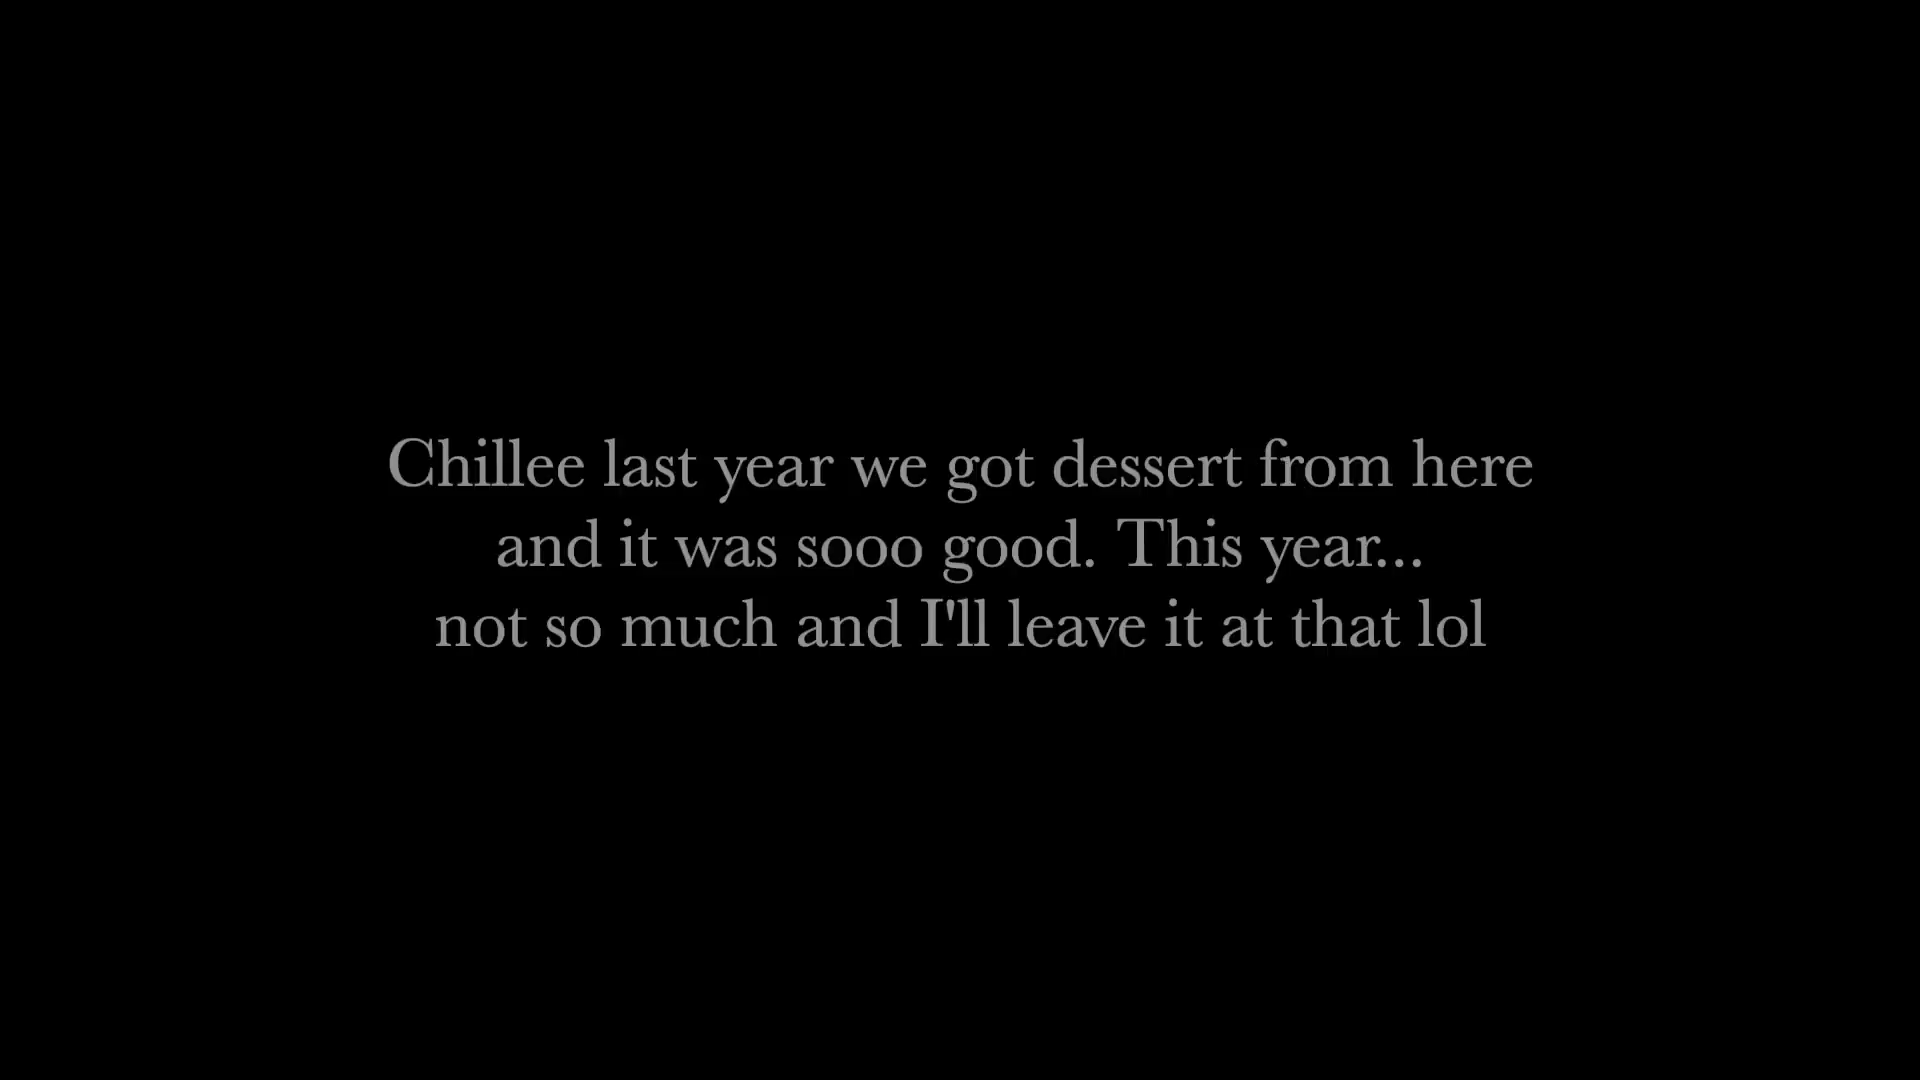 Chillee last year we got dessert from here
and it was sooo good. This year...
not so much and I'll leave it at that lol